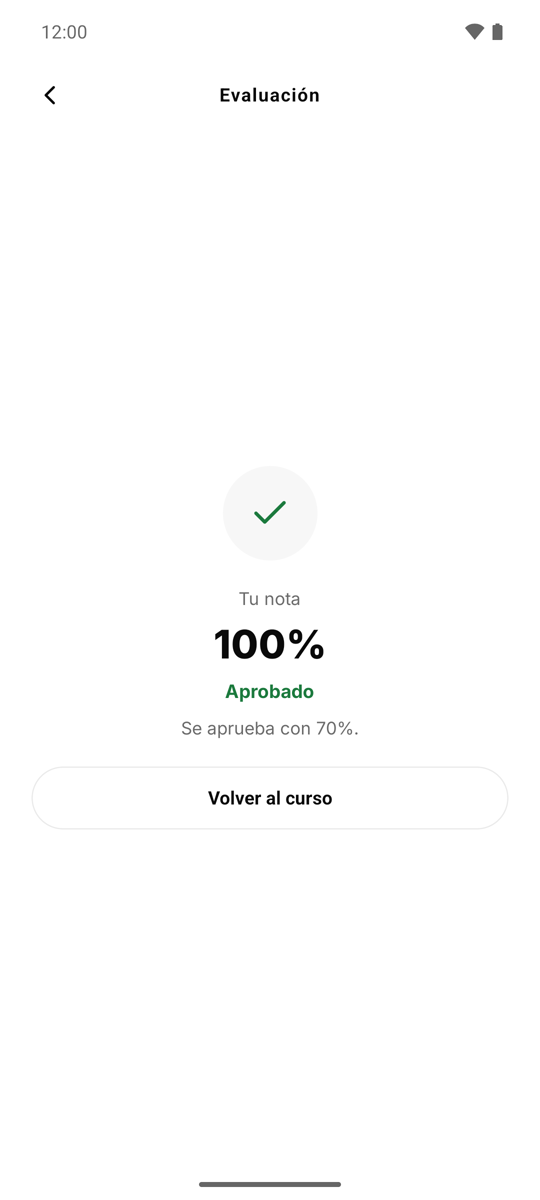 12:00
Evaluación
Tu nota
100%
Aprobado
Se aprueba con 70%.
Volver al curso